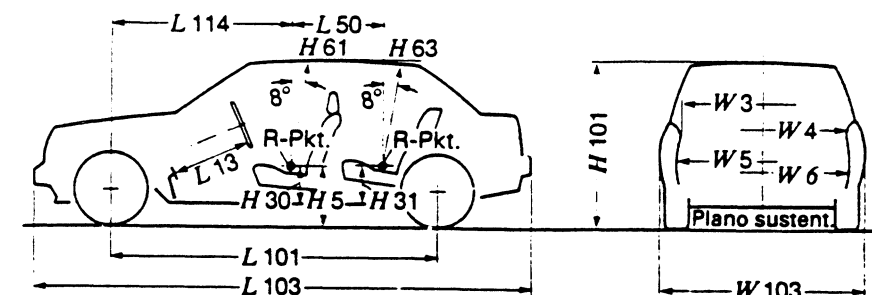 L 114 L 50
H 61 H 63
8° 8°
R-Pkt. R-Pkt.
L 13
H 30 H 5 H 31
L 101
L 103
H 101
W 3
W 4
W 5
W 6
Plano sustent.
W 103